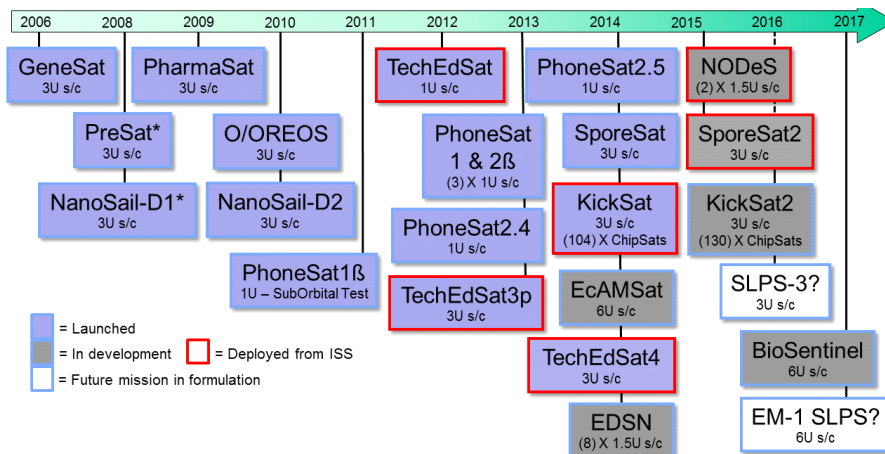 2006 2008 2009 2010 2011 2012 2013 2014 2015 2016 2017
GeneSat
3U s/c
PharmaSat
3U s/c
TechEdSat
1U s/c
PhoneSat2.5
1U s/c
NODeS
(2) X 1.5U s/c
PreSat*
3U s/c
O/OREOS
3U s/c
PhoneSat
1 & 2ß
(3) X 1U s/c
SporeSat
3U s/c
SporeSat2
3U s/c
NanoSail-D1*
3U s/c
NanoSail-D2
3U s/c
PhoneSat2.4
1U s/c
KickSat
3U s/c
(104) X ChipSats
KickSat2
3U s/c
(130) X ChipSats
PhoneSat1ß
1U – SubOrbital Test
TechEdSat3p
3U s/c
EcAMSat
6U s/c
SLPS-3?
3U s/c
TechEdSat4
3U s/c
BioSentinel
6U s/c
EDSN
(8) X 1.5U s/c
EM-1 SLPS?
6U s/c
= Launched
= In development = Deployed from ISS
= Future mission in formulation